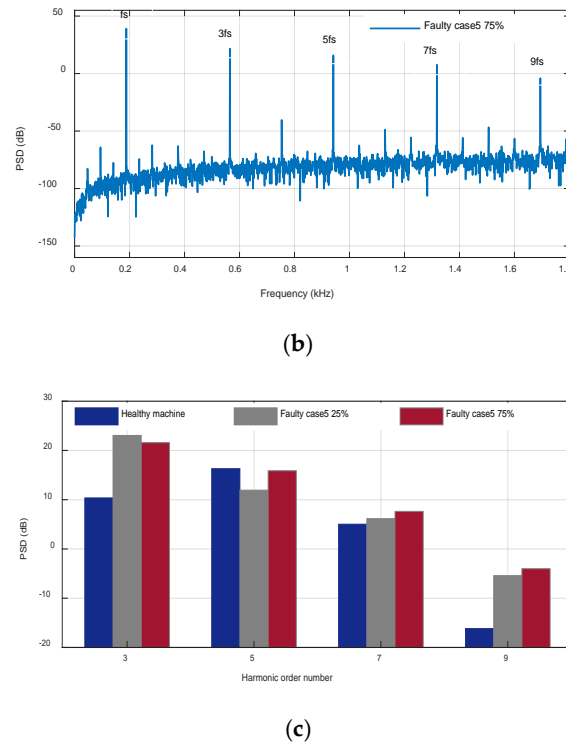 50
fs
3fs
5fs
7fs
9fs
Faulty case5 75%
0
-50
-100
-150
PSD (dB)
0 0.2 0.4 0.6 0.8 1 1.2 1.4 1.6 1.8
Frequency (kHz)
(b)
30
Healthy machine Faulty case5 25% Faulty case5 75%
20
10
0
-10
-20
PSD (dB)
3 5 7 9
Harmonic order number
(c)